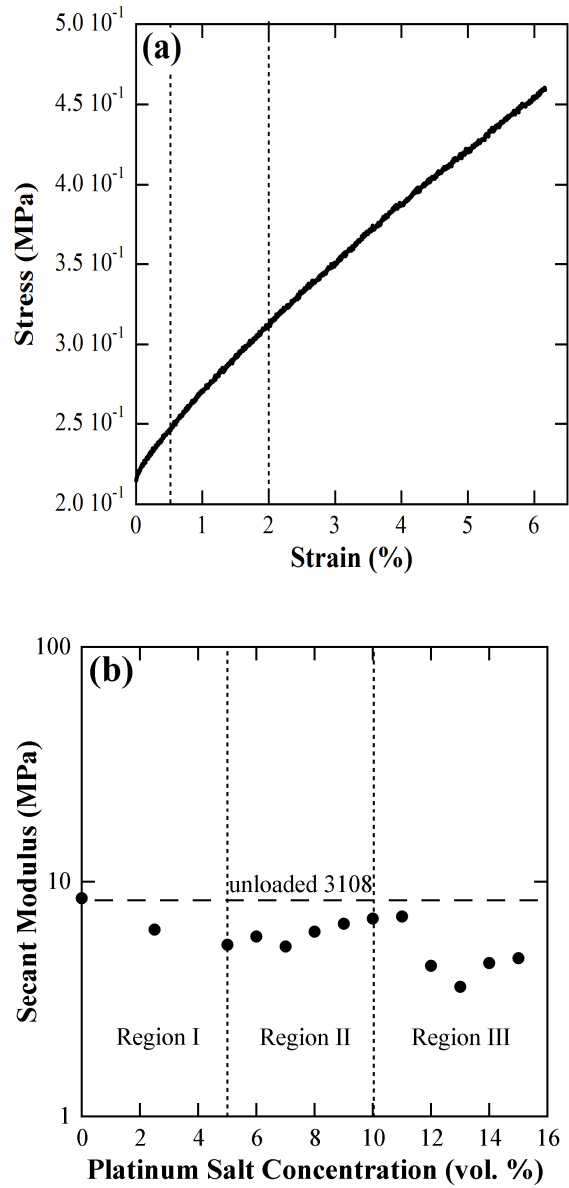 (a)
5.0 10⁻¹
4.5 10⁻¹
4.0 10⁻¹
3.5 10⁻¹
3.0 10⁻¹
2.5 10⁻¹
2.0 10⁻¹
Stress (MPa)
0 1 2 3 4 5 6
Strain (%)
(b)
100
10
1
Secant Modulus (MPa)
unloaded 3108
Region I Region II Region III
0 2 4 6 8 10 12 14 16
Platinum Salt Concentration (vol. %)